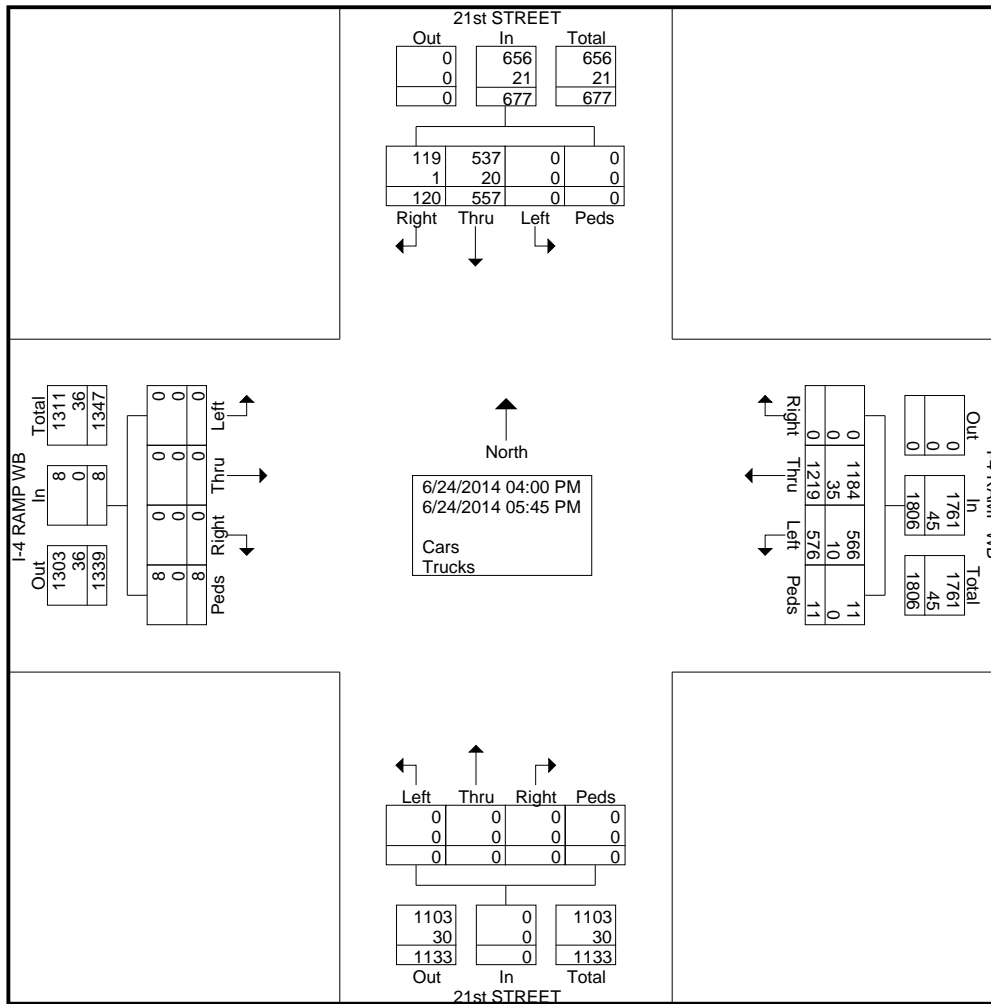 21st STREET
Out In Total
0 656 656
0 21 21
0 677 677
119 537 0 0
1 20 0 0
120 557 0 0
Right Thru Left Peds
I-4 RAMP WB
Total
1311
36
1347
In
8
0
8
Out
1303
36
1339
0 0 0 Left
0 0 0 Thru
0 0 0 Right
8 0 8 Peds
North
6/24/2014 04:00 PM
6/24/2014 05:45 PM
Cars
Trucks
Right 0 0 0
Thru 1219 35 1184
Left 576 10 566
Peds 11 0 11
Out
0
0
0
In
1761
45
1806
Total
1761
45
1806
I-4 RAMP WB
Left Thru Right Peds
0 0 0 0
0 0 0 0
0 0 0 0
1103 0 1103
30 0 30
1133 0 1133
Out In Total
21st STREET